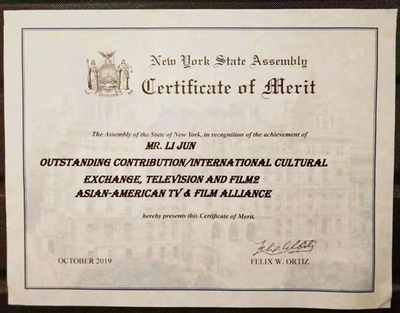 New York State Assembly
Certificate of Merit
The Assembly of the State of New York, in recognition of the achievement of
MR. LI JUN
OUTSTANDING CONTRIBUTION/INTERNATIONAL CULTURAL
EXCHANGE, TELEVISION AND FILM2
ASIAN-AMERICAN TV & FILM ALLIANCE
hereby presents this Certificate of Merit.
OCTOBER 2019
FELIX W. ORTIZ